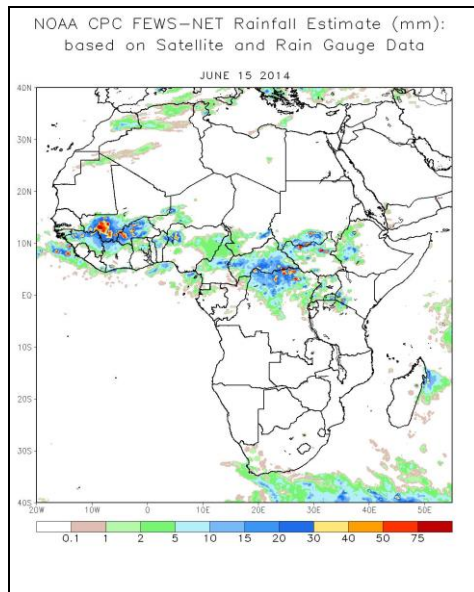 NOAA CPC FEWS-NET Rainfall Estimate (mm):
based on Satellite and Rain Gauge Data
JUNE 15 2014
40N
30N
20N
10N
EQ
10S
20S
30S
40S
20W 10W 0 10E 20E 30E 40E 50E
0.1 1 2 5 10 15 20 30 40 50 75